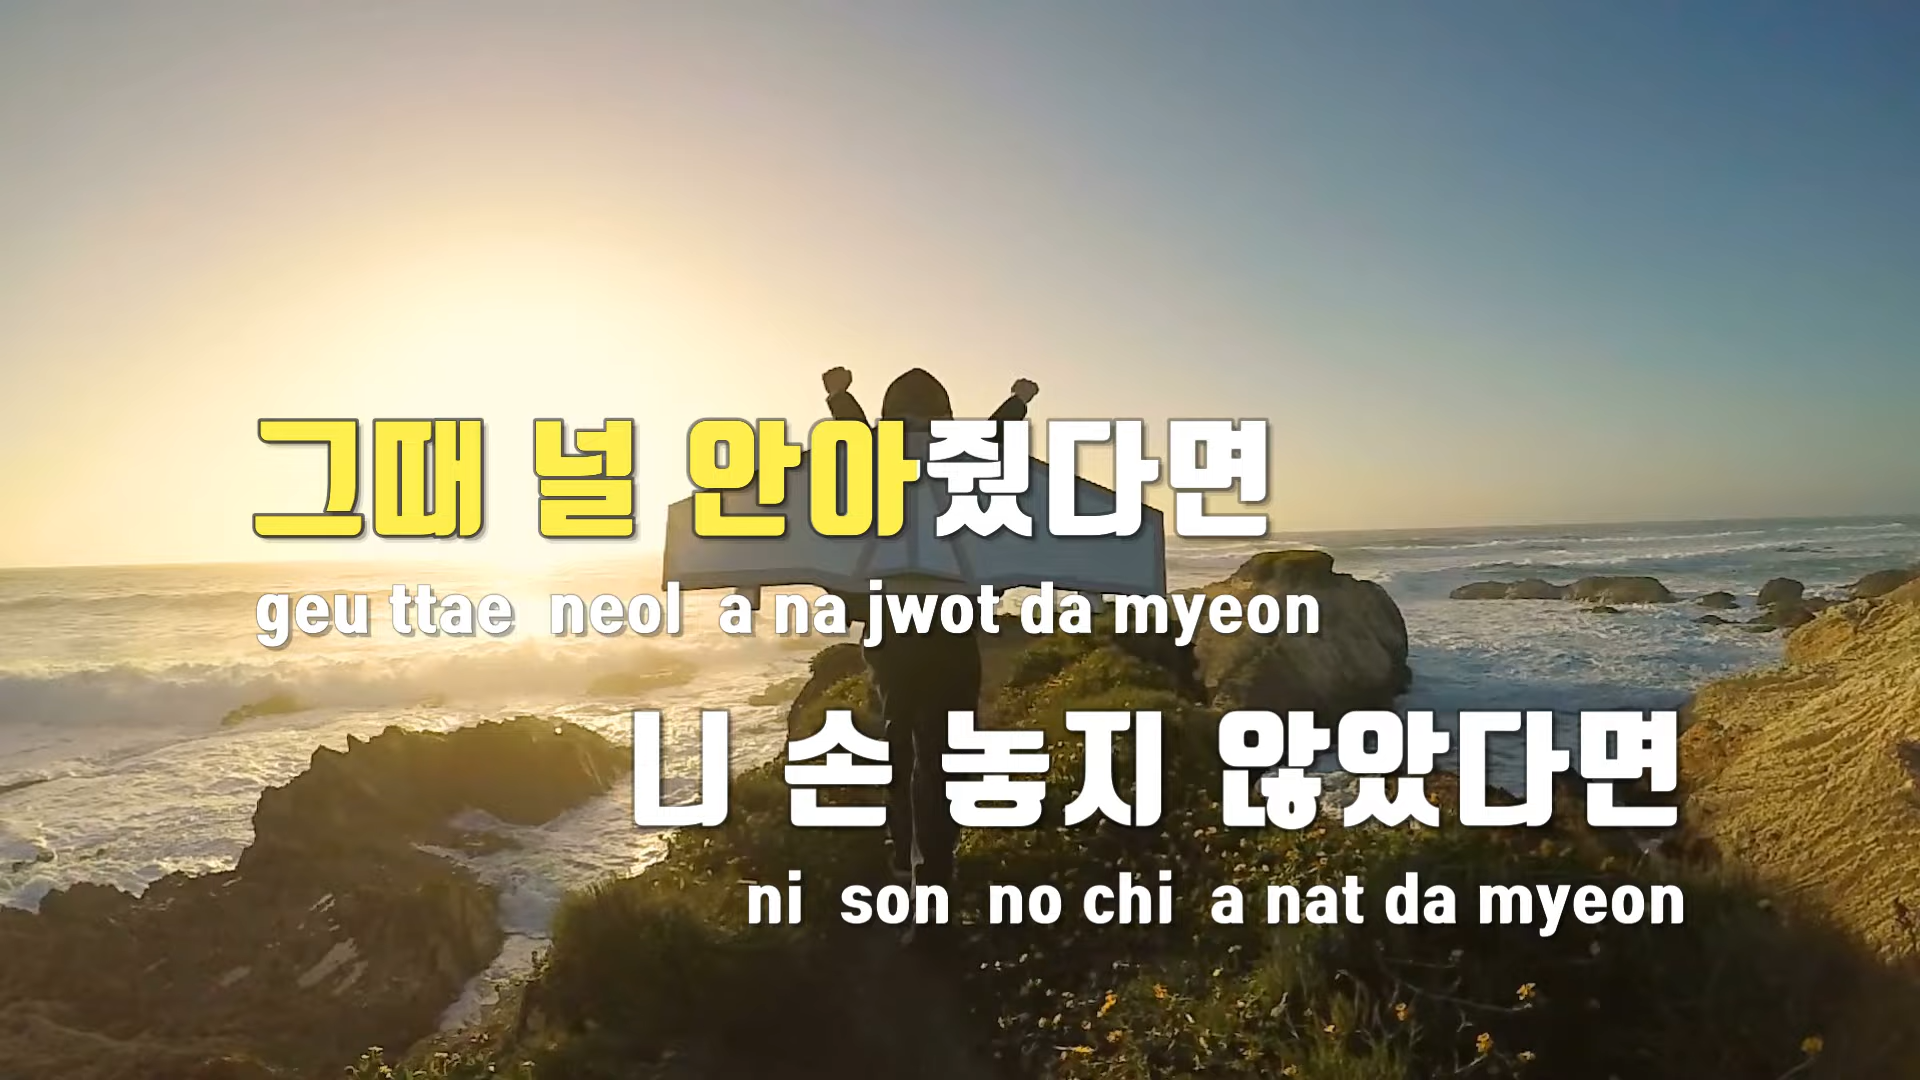 그때 널 안아줬다면
geu ttae neol a na jwot da myeon
니 손 놓지 않았다면
ni son no chi a nat da myeon